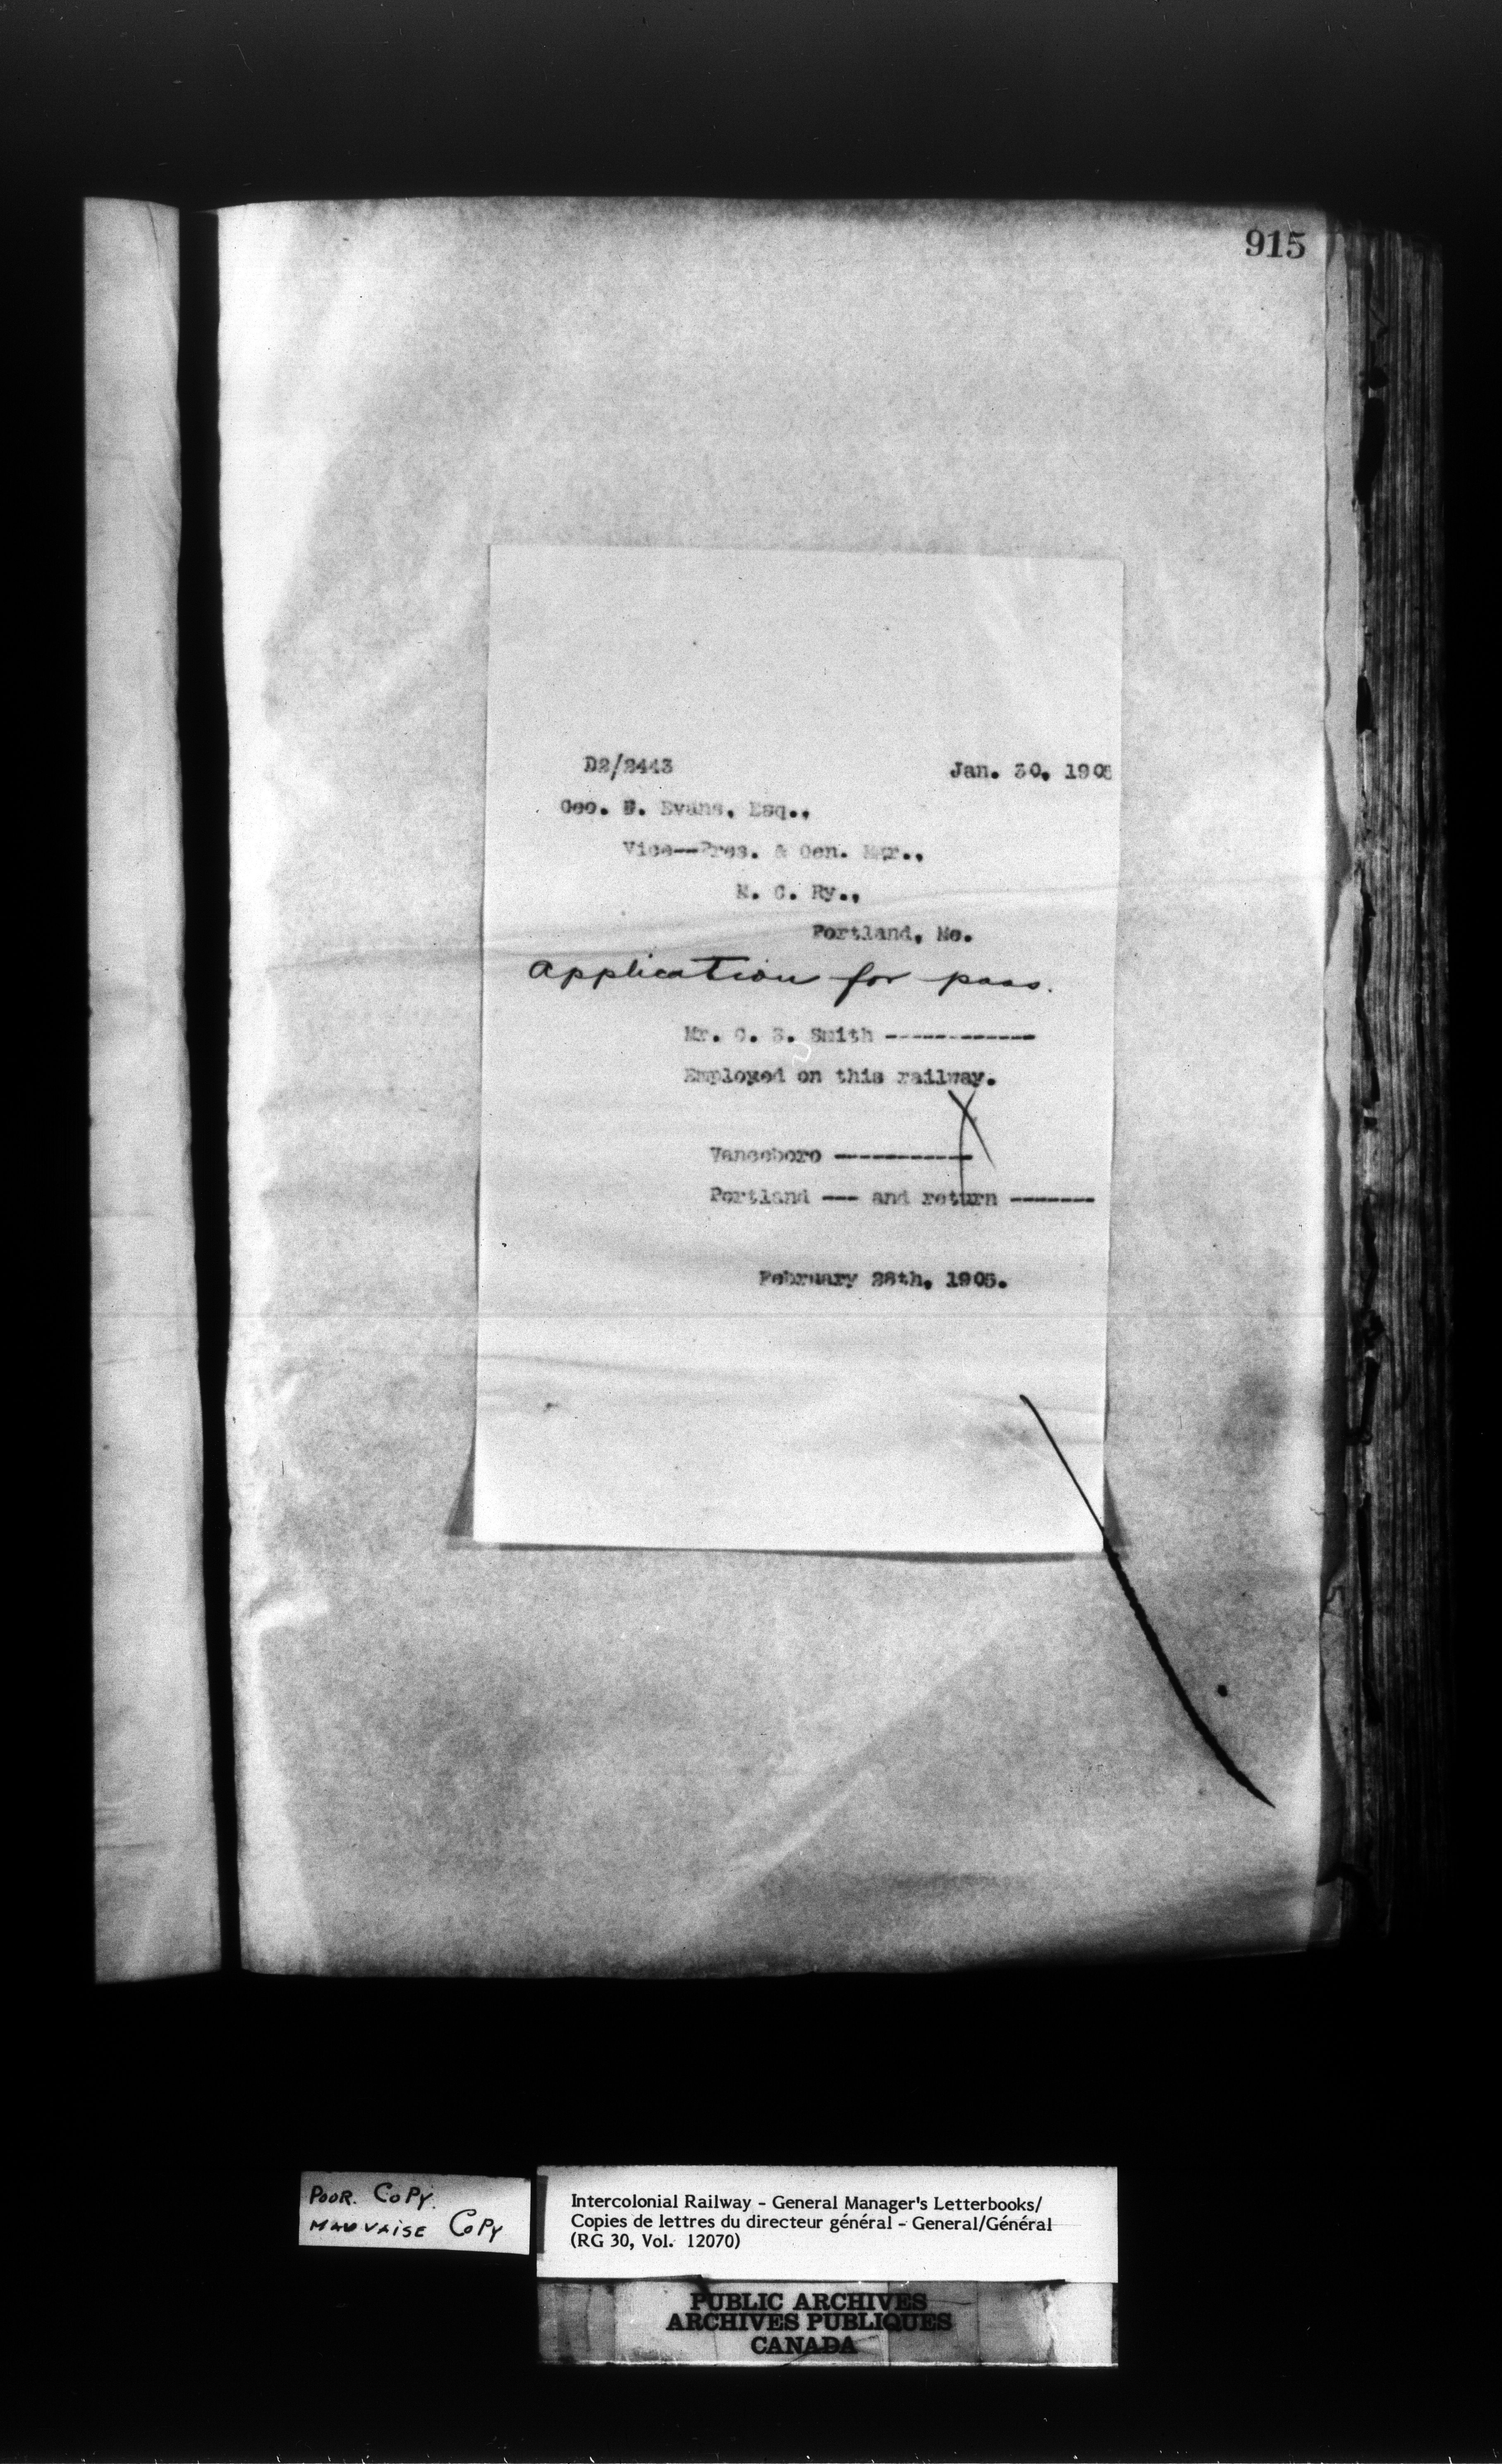 915
D2/2443 Jan. 30, 1905
Geo. F. Evans, Esq.,
Vice--Pres. & Gen. Mgr.,
M. C. Ry.,
Portland, Me.
Application for pass.
Mr. C. S. Smith ------------
Employed on this railway.
Vanceboro -----------
Portland --- and return -------
February 28th, 1905.
POOR. COPY.
MAUVAISE COPY
Intercolonial Railway – General Manager's Letterbooks/
Copies de lettres du directeur général – General/Général
(RG 30, Vol. 12070)
PUBLIC ARCHIVES
ARCHIVES PUBLIQUES
CANADA